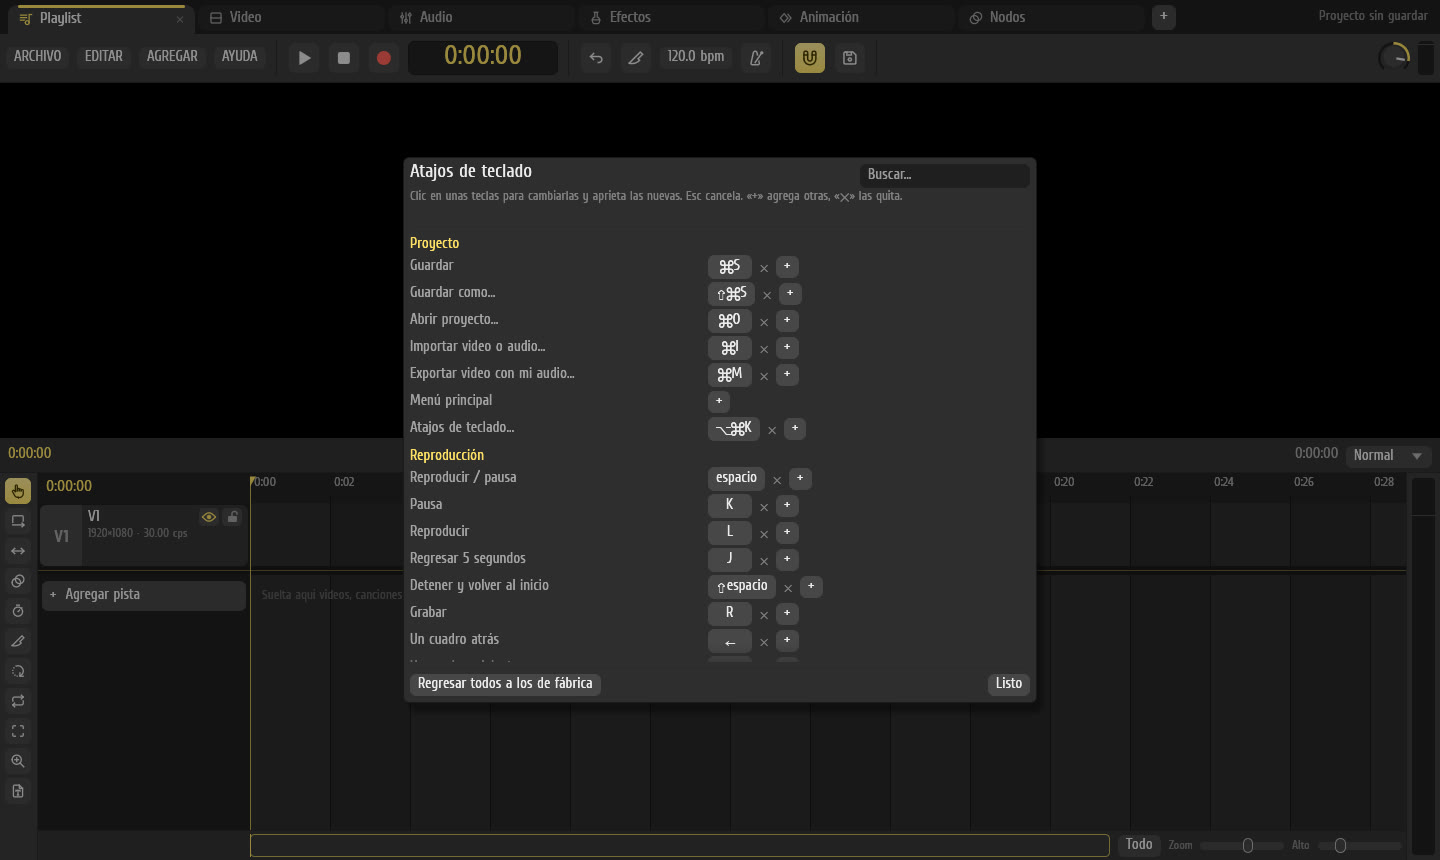 Playlist
Video
Audio
Efectos
Animación
Nodos
+
Proyecto sin guardar
ARCHIVO
EDITAR
AGREGAR
AYUDA
0:00:00
120.0 bpm
Atajos de teclado
Buscar...
Clic en unas teclas para cambiarlas y aprieta las nuevas. Esc cancela. «+» agrega otras, «×» las quita.
Proyecto
Guardar ⌘S × +
Guardar como... ⇧⌘S × +
Abrir proyecto... ⌘O × +
Importar video o audio... ⌘I × +
Exportar video con mi audio... ⌘M × +
Menú principal +
Atajos de teclado... ⌥⌘K × +
Reproducción
Reproducir / pausa espacio × +
Pausa K × +
Reproducir L × +
Regresar 5 segundos J × +
Detener y volver al inicio ⇧espacio × +
Grabar R × +
Un cuadro atrás ← × +
Regresar todos a los de fábrica
Listo
0:00:00
0:00:00
Normal
0:00:00
0:00
0:02
0:20
0:22
0:24
0:26
0:28
V1
V1
1920×1080 · 30.00 cps
+ Agregar pista
Suelta aquí videos, canciones
Todo
Zoom
Alto